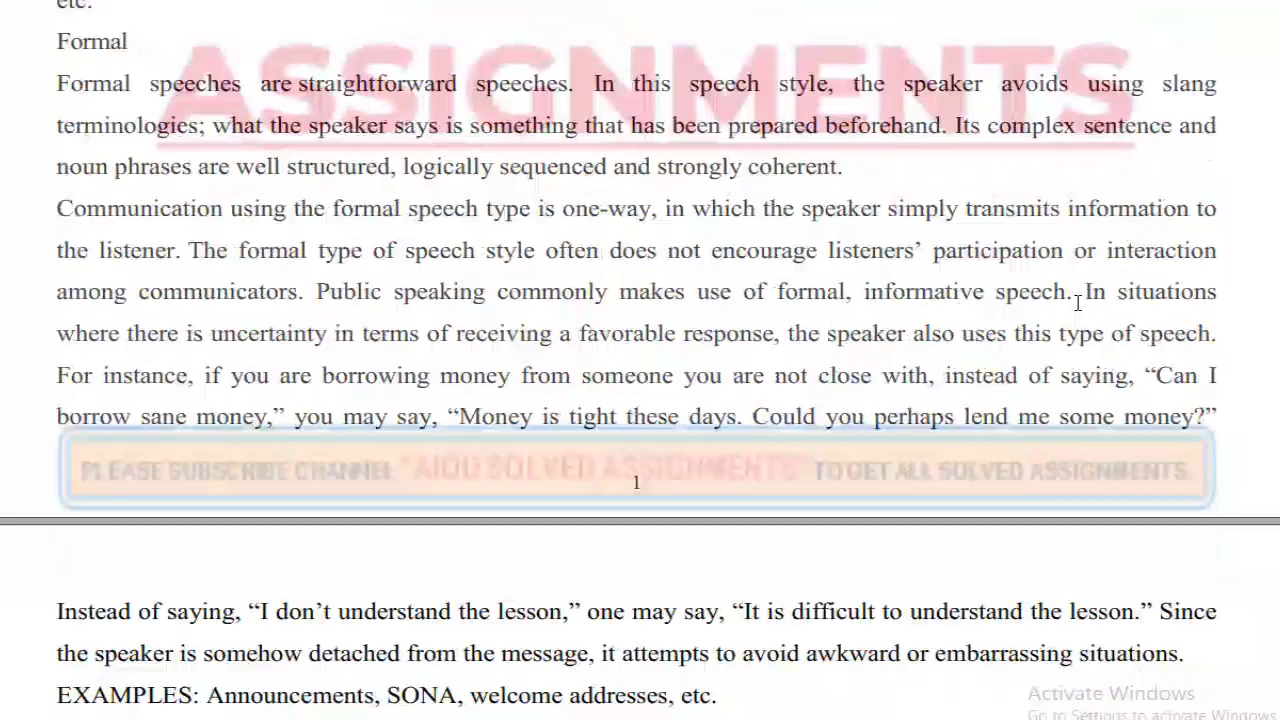 etc.
Formal
ASSIGNMENTS
Formal speeches are straightforward speeches. In this speech style, the speaker avoids using slang
terminologies; what the speaker says is something that has been prepared beforehand. Its complex sentence and
noun phrases are well structured, logically sequenced and strongly coherent.
Communication using the formal speech type is one-way, in which the speaker simply transmits information to
the listener. The formal type of speech style often does not encourage listeners’ participation or interaction
among communicators. Public speaking commonly makes use of formal, informative speech. In situations
where there is uncertainty in terms of receiving a favorable response, the speaker also uses this type of speech.
For instance, if you are borrowing money from someone you are not close with, instead of saying, “Can I
borrow sane money,” you may say, “Money is tight these days. Could you perhaps lend me some money?”
PLEASE SUBSCRIBE CHANNEL "AIOU SOLVED ASSIGNMENTS" TO GET ALL SOLVED ASSIGNMENTS.
1
Instead of saying, “I don’t understand the lesson,” one may say, “It is difficult to understand the lesson.” Since
the speaker is somehow detached from the message, it attempts to avoid awkward or embarrassing situations.
EXAMPLES: Announcements, SONA, welcome addresses, etc.
Activate Windows
Go to Settings to activate Windows.